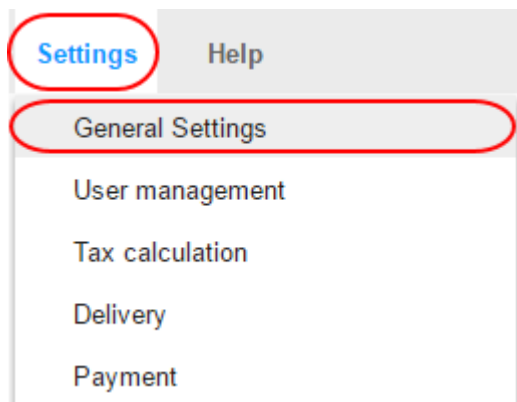 Settings Help
General Settings
User management
Tax calculation
Delivery
Payment